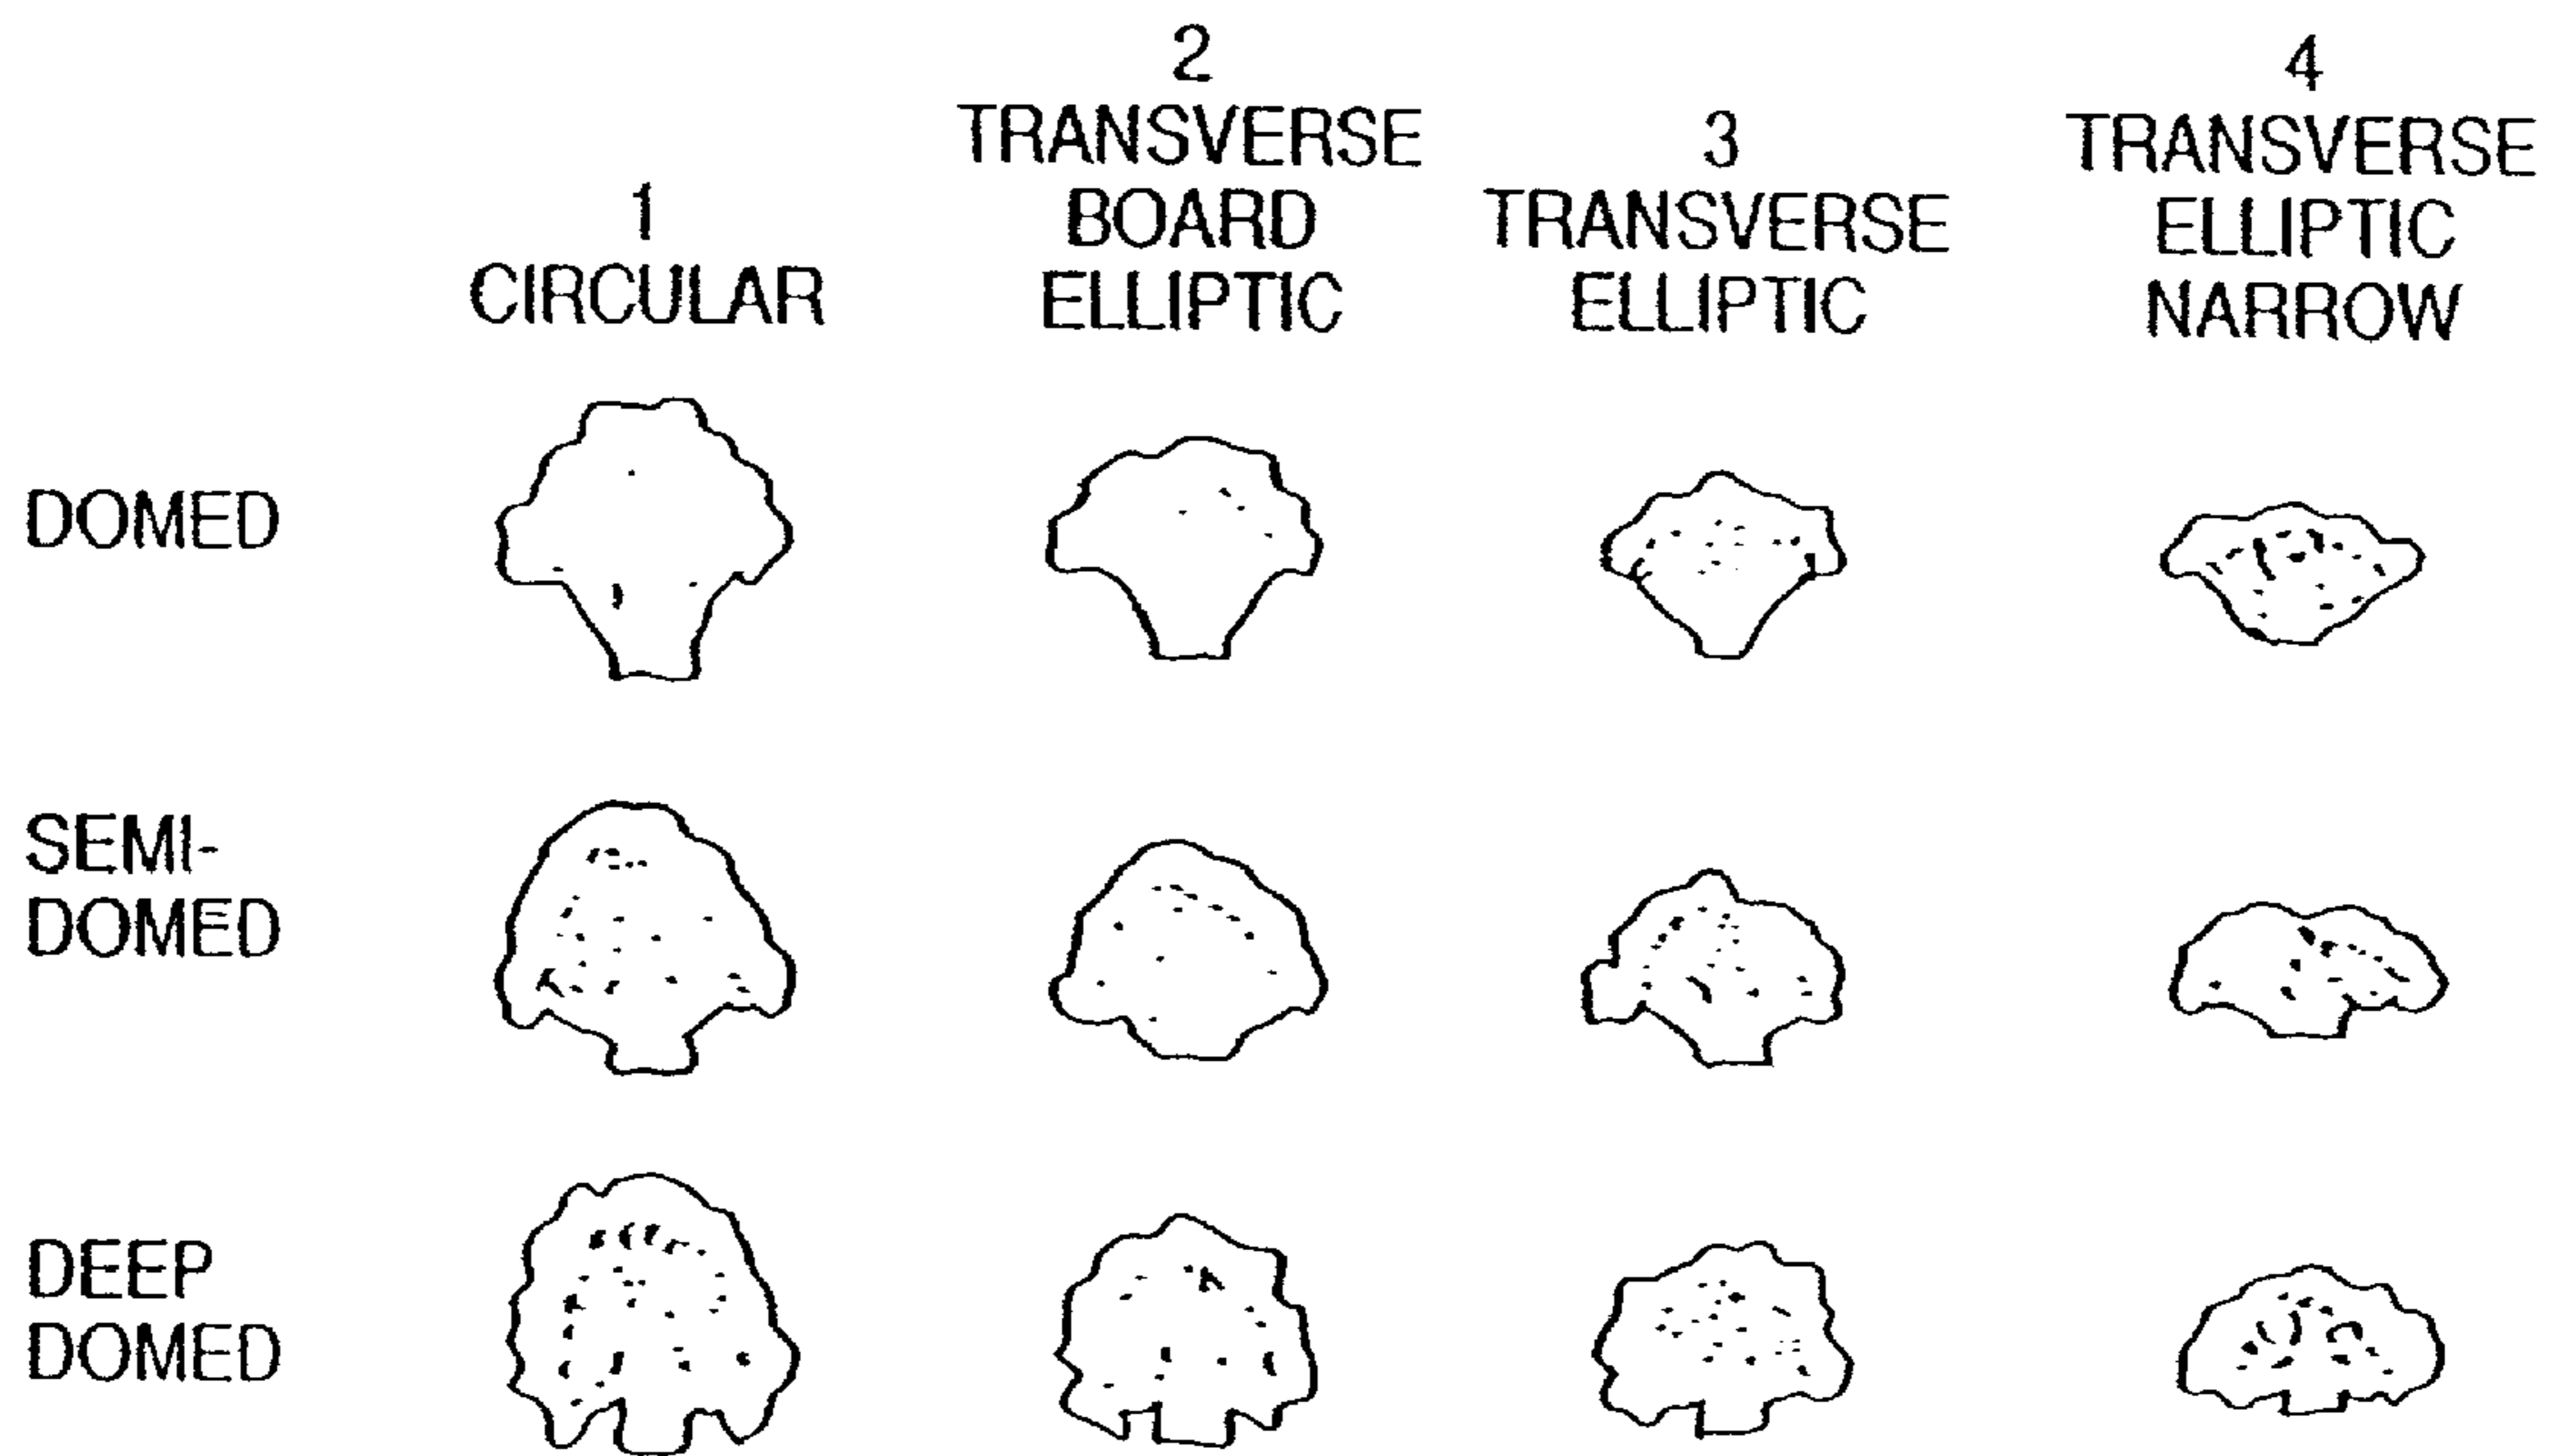 1
CIRCULAR
2
TRANSVERSE
BOARD
ELLIPTIC
3
TRANSVERSE
ELLIPTIC
4
TRANSVERSE
ELLIPTIC
NARROW
DOMED
SEMI-
DOMED
DEEP
DOMED